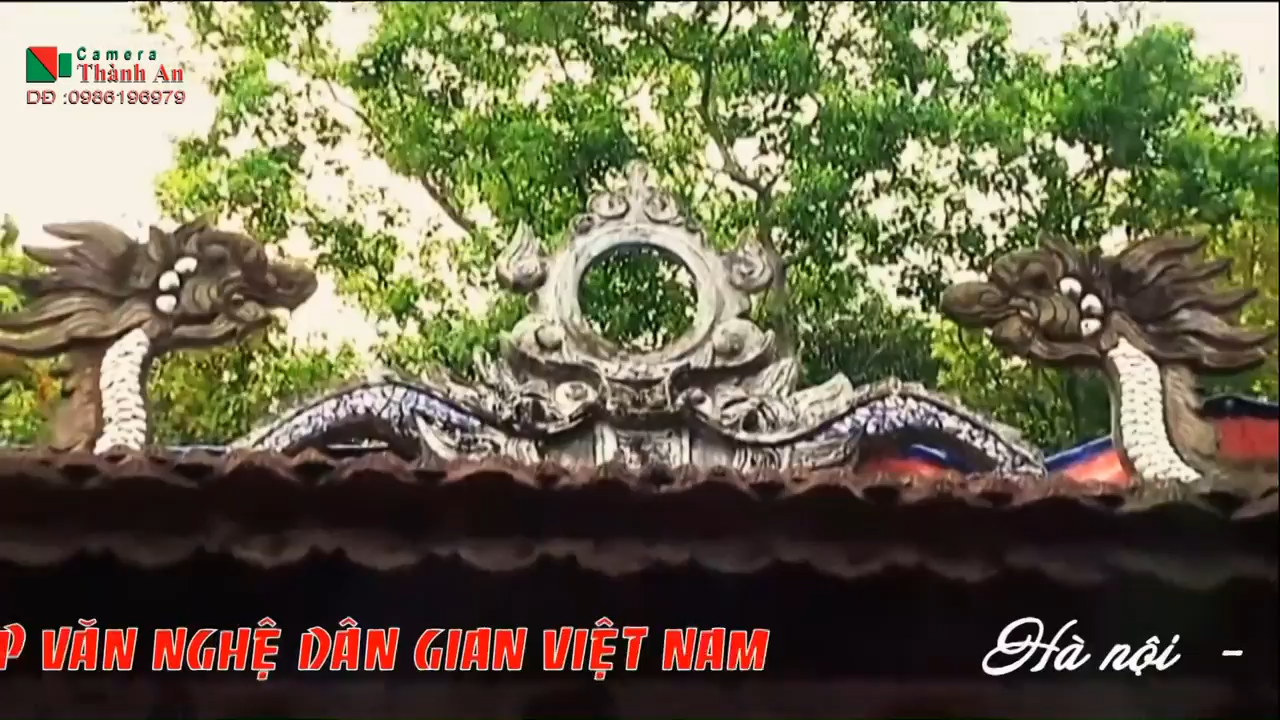 Camera
Thành An
DĐ :0986196979
P VĂN NGHỆ DÂN GIAN VIỆT NAM
Hà nội -